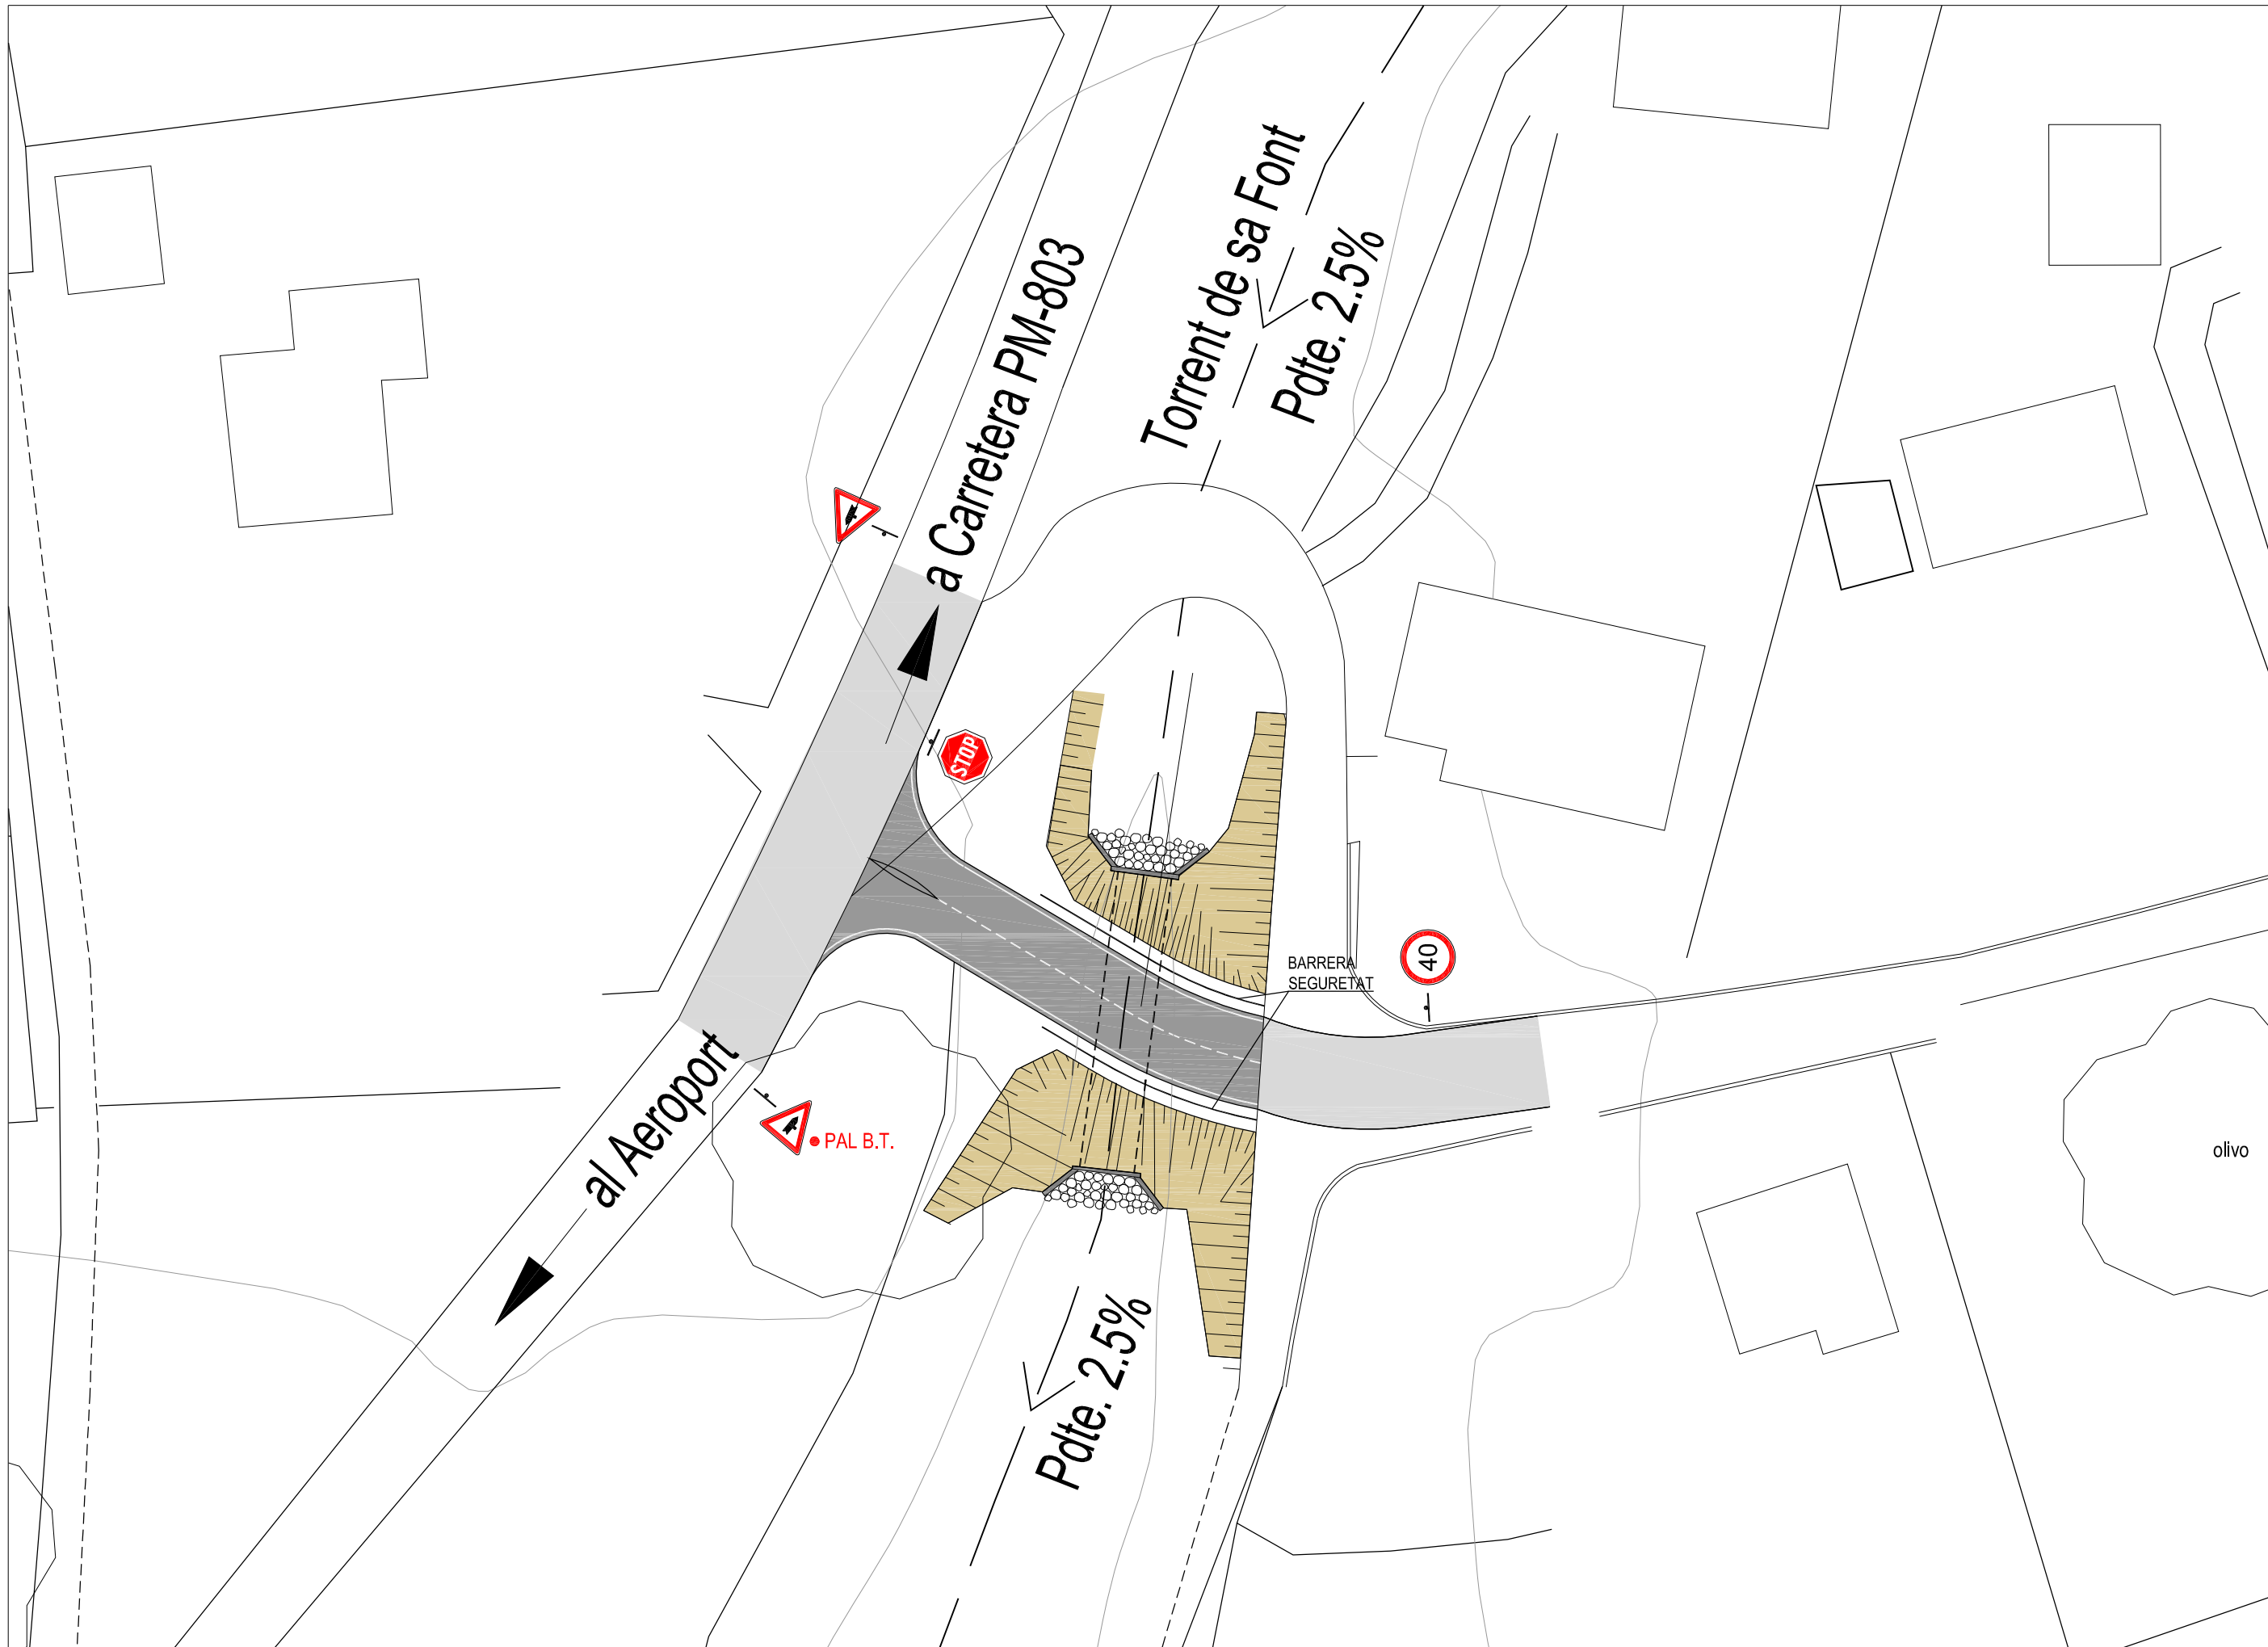 Torrent de sa Font
Pdte. 2.5%
a Carretera PM-803
STOP
BARRERA
SEGURETAT
40
al Aeroport
PAL B.T.
olivo
Pdte. 2.5%